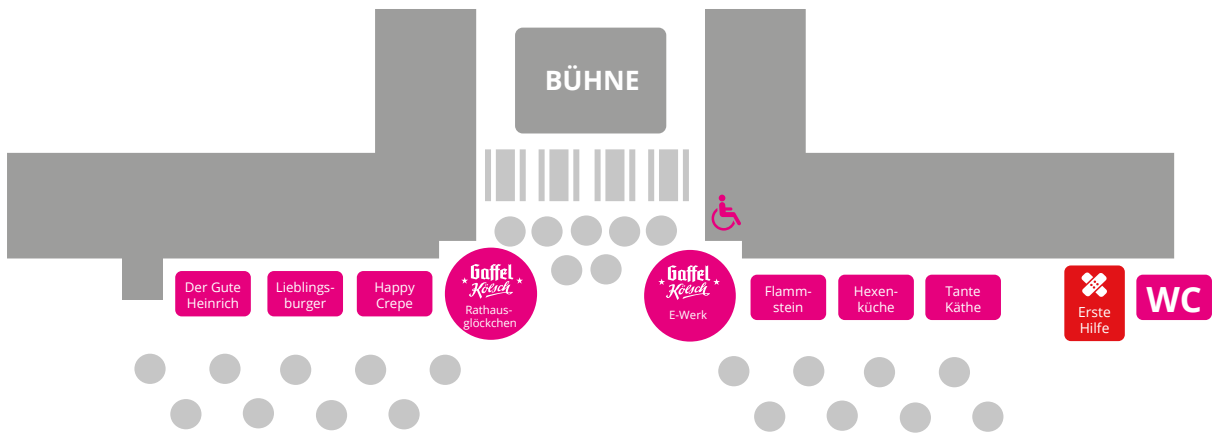 BÜHNE
Der Gute
Heinrich
Lieblings-
burger
Happy
Crepe
Gaffel
Kölsch
Rathaus-
glöckchen
Gaffel
Kölsch
E-Werk
Flamm-
stein
Hexen-
küche
Tante
Käthe
Erste
Hilfe
WC